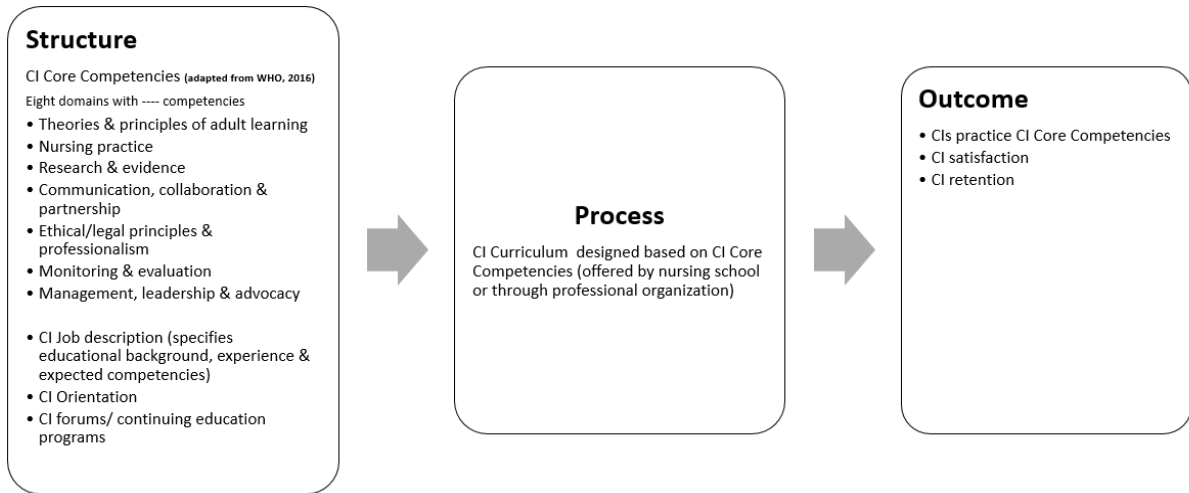 Structure
CI Core Competencies (adapted from WHO, 2016)
Eight domains with ---- competencies
• Theories & principles of adult learning
• Nursing practice
• Research & evidence
• Communication, collaboration &
partnership
• Ethical/legal principles &
professionalism
• Monitoring & evaluation
• Management, leadership & advocacy
• CI Job description (specifies
educational background, experience &
expected competencies)
• CI Orientation
• CI forums/ continuing education
programs
Process
CI Curriculum designed based on CI Core
Competencies (offered by nursing school
or through professional organization)
Outcome
• CIs practice CI Core Competencies
• CI satisfaction
• CI retention